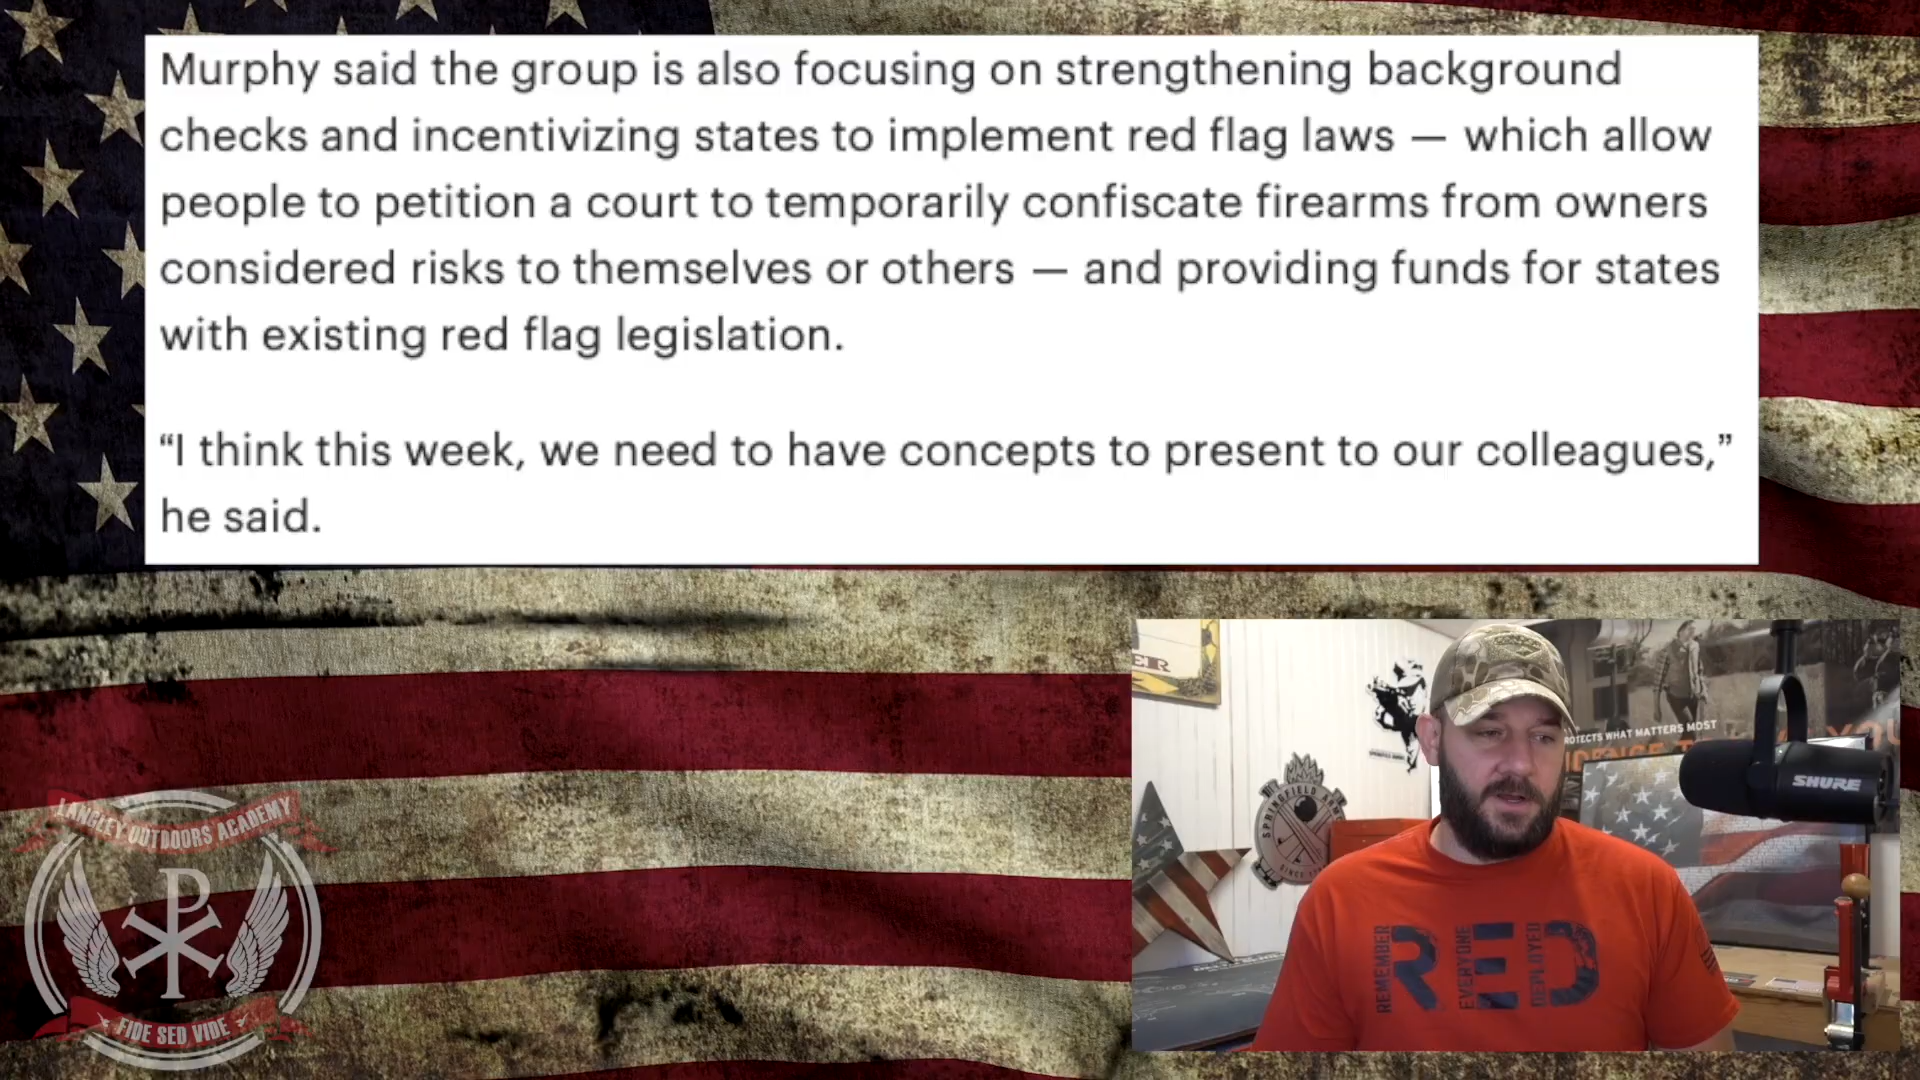 Murphy said the group is also focusing on strengthening background
checks and incentivizing states to implement red flag laws — which allow
people to petition a court to temporarily confiscate firearms from owners
considered risks to themselves or others — and providing funds for states
with existing red flag legislation.
“I think this week, we need to have concepts to present to our colleagues,”
he said.
ROTECTS WHAT MATTERS MOST
SHURE
SPRINGFIELD ARM
SINCE
REMEMBER
EVERYONE
DEPLOYED
RED
LANGLEY OUTDOORS ACADEMY
FIDE SED VIDE